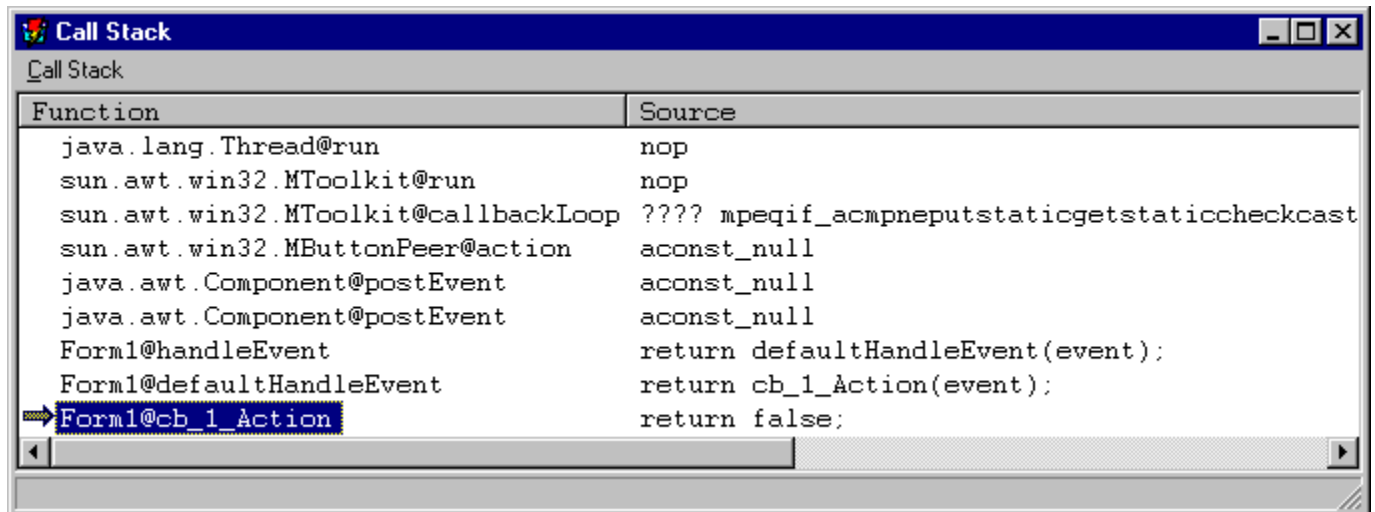 Call Stack
Call Stack
Function Source
java.lang.Thread@run nop
sun.awt.win32.MToolkit@run nop
sun.awt.win32.MToolkit@callbackLoop ???? mpeqif_acmpneputstaticgetstaticcheckcast
sun.awt.win32.MButtonPeer@action aconst_null
java.awt.Component@postEvent aconst_null
java.awt.Component@postEvent aconst_null
Form1@handleEvent return defaultHandleEvent(event);
Form1@defaultHandleEvent return cb_1_Action(event);
Form1@cb_1_Action return false;